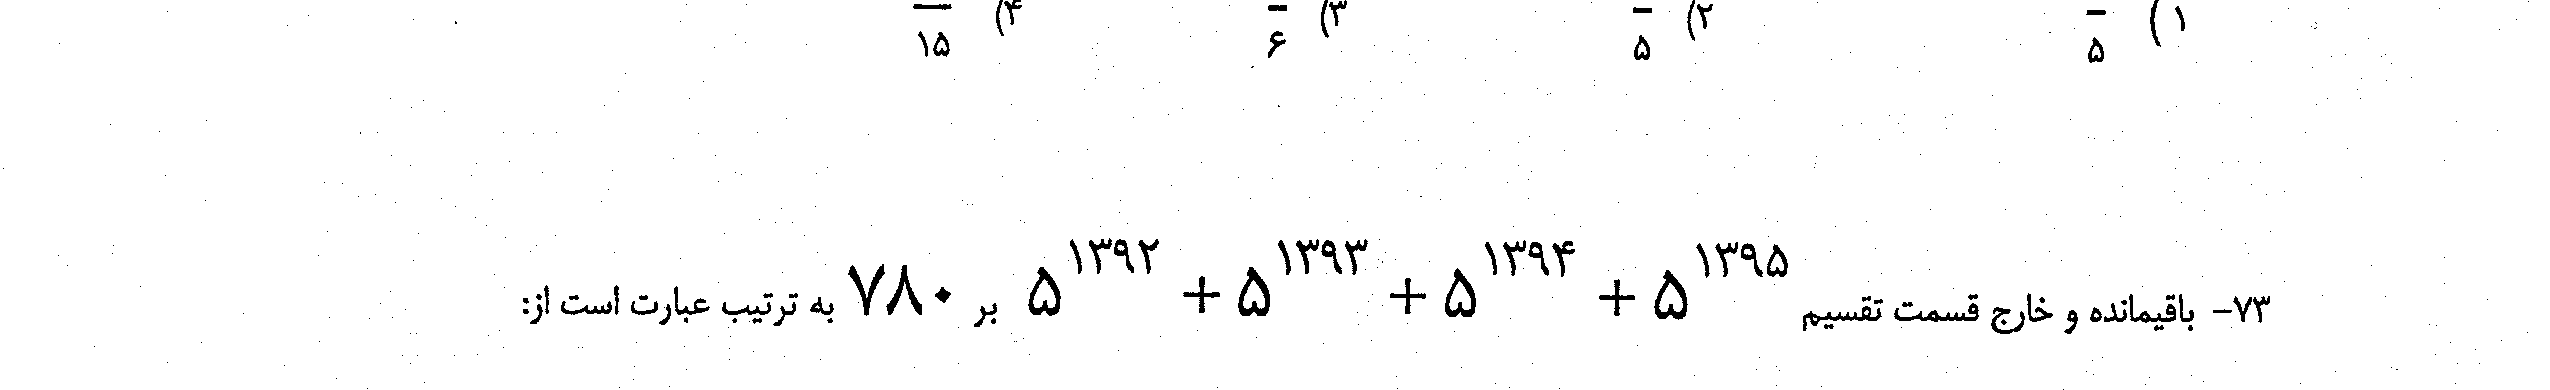 ۱) — ۵ ۲) — ۵ ۳) — ۶ ۴) — ۱۵
۷۳- باقیمانده و خارج قسمت تقسیم ۵^۱۳۹۲ + ۵^۱۳۹۳ + ۵^۱۳۹۴ + ۵^۱۳۹۵ بر ۷۸۰ به ترتیب عبارت است از: